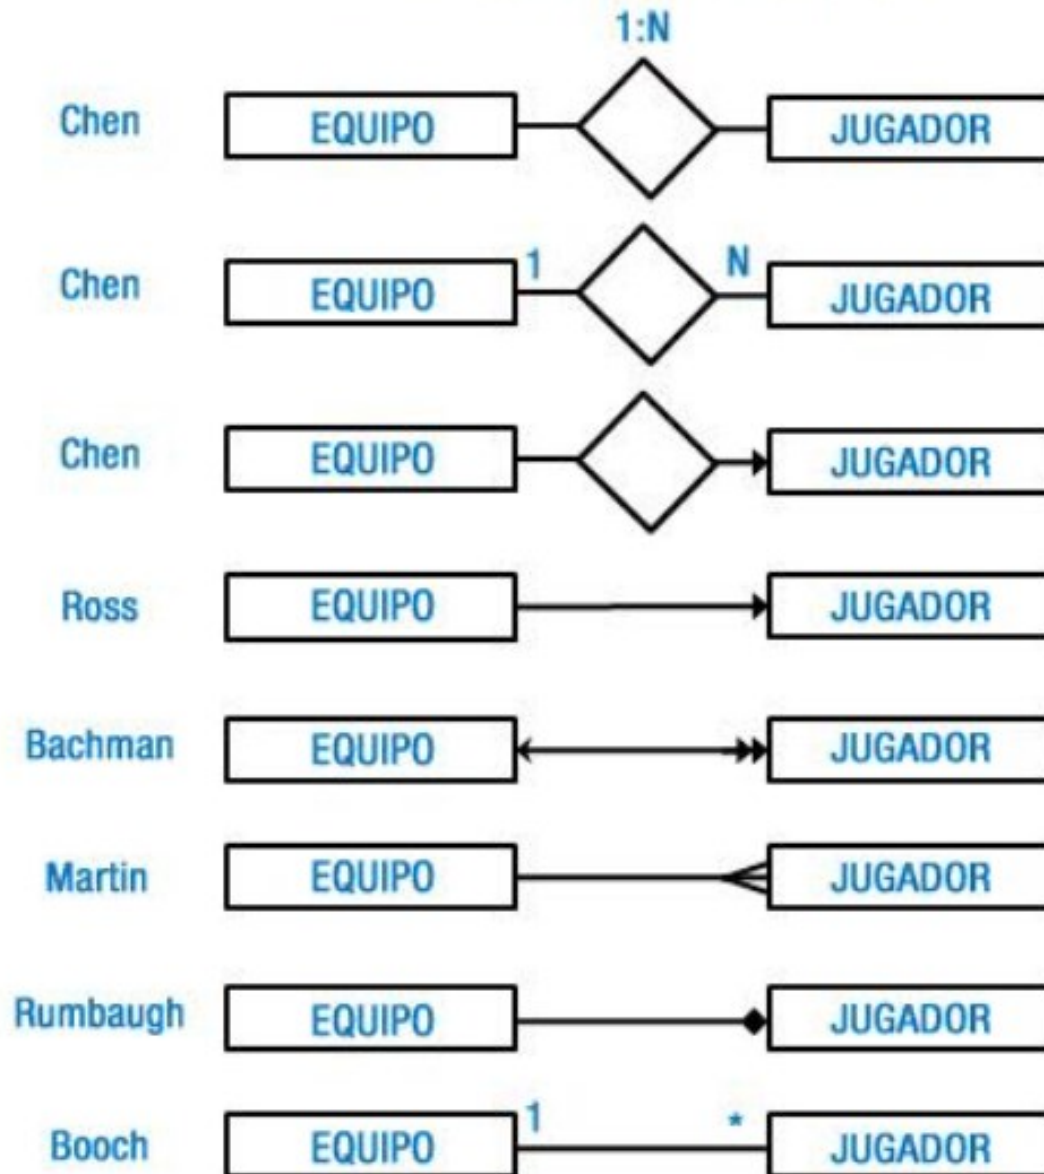 1:N
Chen EQUIPO JUGADOR
1 N
Chen EQUIPO JUGADOR
Chen EQUIPO JUGADOR
Ross EQUIPO JUGADOR
Bachman EQUIPO JUGADOR
Martin EQUIPO JUGADOR
Rumbaugh EQUIPO JUGADOR
1 *
Booch EQUIPO JUGADOR